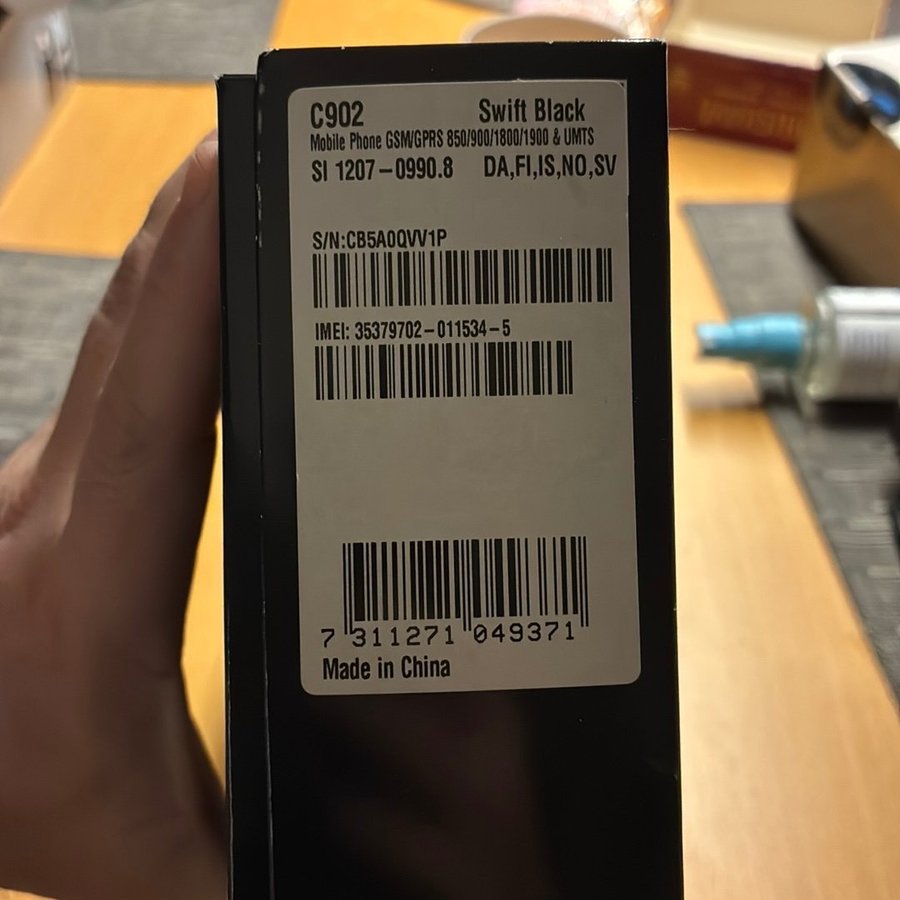 C902 Swift Black
Mobile Phone GSM/GPRS 850/900/1800/1900 & UMTS
SI 1207-0990.8 DA,FI,IS,NO,SV
S/N:CB5A0QVV1P
IMEI: 35379702-011534-5
7 311271 049371
Made in China